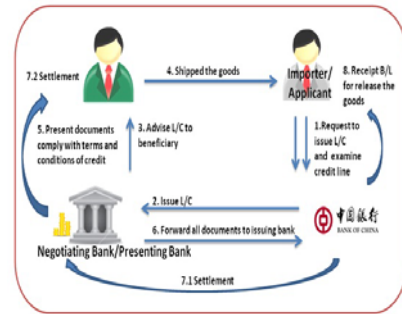 7.2 Settlement
4. Shipped the goods
Importer/
Applicant
8. Receipt B/L
for release the
goods
5. Present documents
comply with terms and
conditions of credit
3. Advise L/C to
beneficiary
1.Request to
issue L/C
and examine
credit line
2. Issue L/C
6. Forward all documents to issuing bank
中国银行
BANK OF CHINA
Negotiating Bank/Presenting Bank
7.1 Settlement